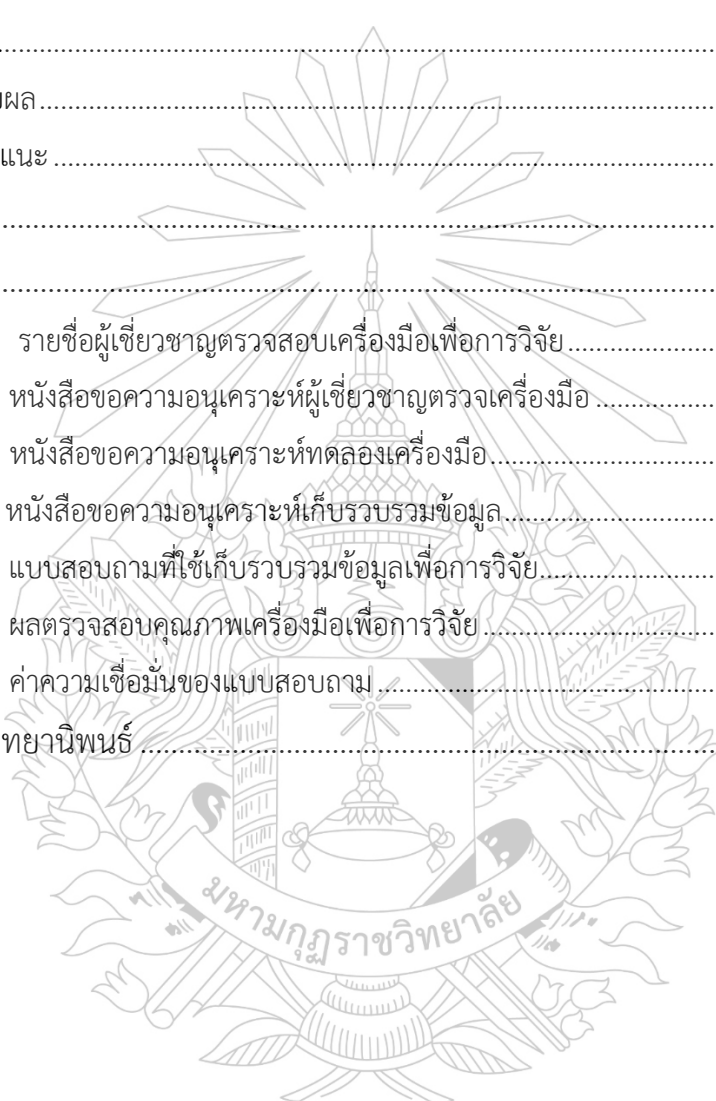 ........................................................................
งผล........................................................................
แนะ........................................................................
........................................................................
........................................................................
รายชื่อผู้เชี่ยวชาญตรวจสอบเครื่องมือเพื่อการวิจัย..................
หนังสือขอความอนุเคราะห์ผู้เชี่ยวชาญตรวจเครื่องมือ..................
หนังสือขอความอนุเคราะห์ทดลองเครื่องมือ..................
หนังสือขอความอนุเคราะห์เก็บรวบรวมข้อมูล..................
แบบสอบถามที่ใช้เก็บรวบรวมข้อมูลเพื่อการวิจัย..................
ผลตรวจสอบคุณภาพเครื่องมือเพื่อการวิจัย..................
ค่าความเชื่อมั่นของแบบสอบถาม..................
ทยานิพนธ์..................
มหามกุฏราชวิทยาลัย